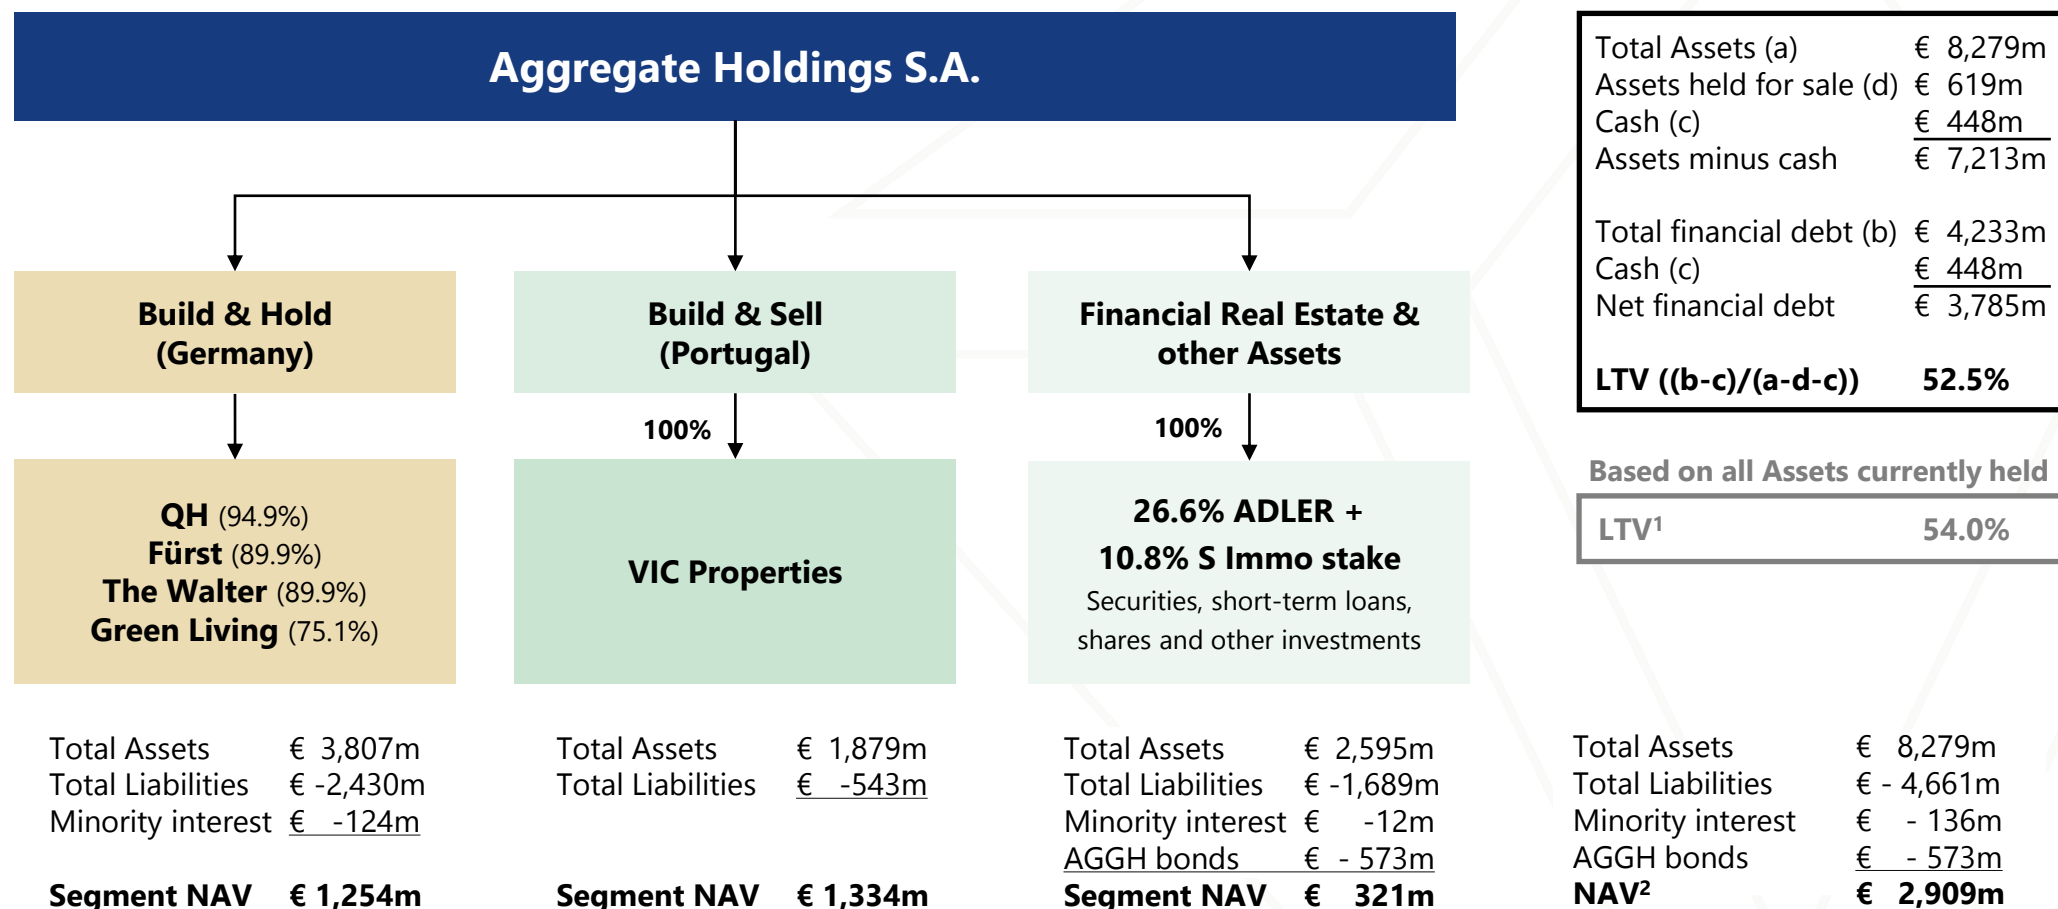 Aggregate Holdings S.A.
Build & Hold
(Germany)
QH (94.9%)
Fürst (89.9%)
The Walter (89.9%)
Green Living (75.1%)
Total Assets € 3,807m
Total Liabilities € -2,430m
Minority interest € -124m
Segment NAV € 1,254m
Build & Sell
(Portugal)
100%
VIC Properties
Total Assets € 1,879m
Total Liabilities € -543m
Segment NAV € 1,334m
Financial Real Estate &
other Assets
100%
26.6% ADLER +
10.8% S Immo stake
Securities, short-term loans,
shares and other investments
Total Assets € 2,595m
Total Liabilities € -1,689m
Minority interest € -12m
AGGH bonds € - 573m
Segment NAV € 321m
Total Assets (a) € 8,279m
Assets held for sale (d) € 619m
Cash (c) € 448m
Assets minus cash € 7,213m
Total financial debt (b) € 4,233m
Cash (c) € 448m
Net financial debt € 3,785m
LTV ((b-c)/(a-d-c)) 52.5%
Based on all Assets currently held
LTV¹ 54.0%
Total Assets € 8,279m
Total Liabilities € - 4,661m
Minority interest € - 136m
AGGH bonds € - 573m
NAV² € 2,909m